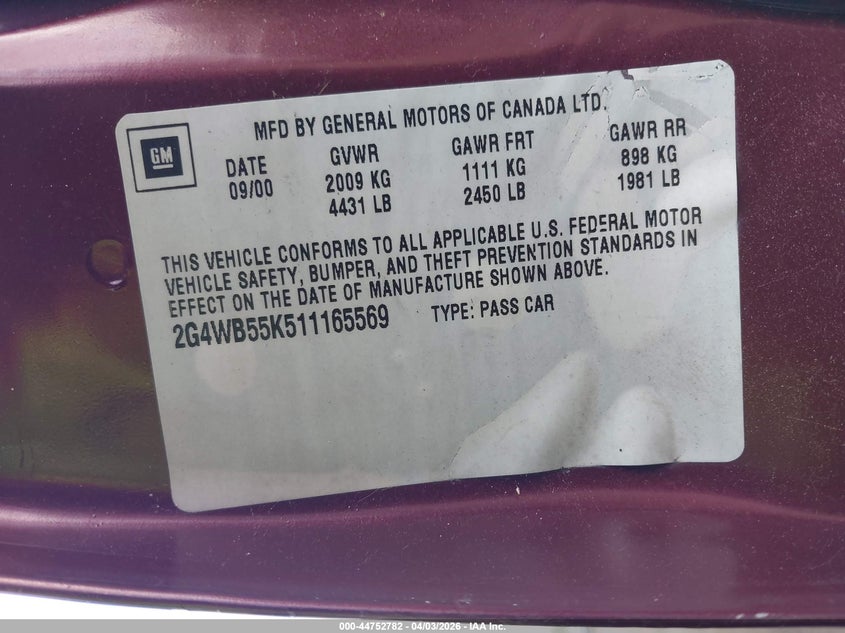 MFD BY GENERAL MOTORS OF CANADA LTD.
GM
DATE GVWR GAWR FRT GAWR RR
09/00 2009 KG 1111 KG 898 KG
4431 LB 2450 LB 1981 LB
THIS VEHICLE CONFORMS TO ALL APPLICABLE U.S. FEDERAL MOTOR
VEHICLE SAFETY, BUMPER, AND THEFT PREVENTION STANDARDS IN
EFFECT ON THE DATE OF MANUFACTURE SHOWN ABOVE.
2G4WB55K511165569 TYPE: PASS CAR
000-44752782 - 04/03/2026 - IAA Inc.